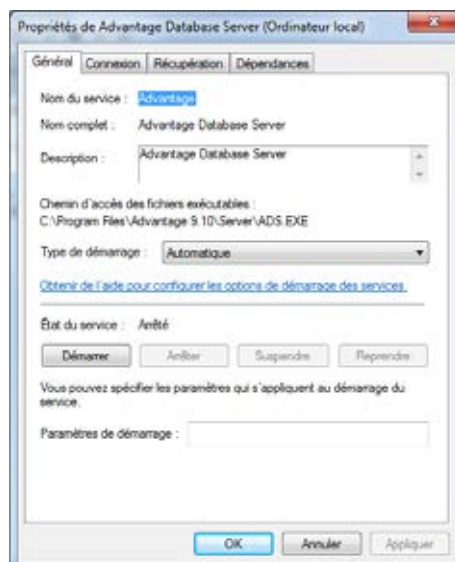 Propriétés de Advantage Database Server (Ordinateur local)
Général Connexion Récupération Dépendances
Nom du service : Advantage
Nom complet : Advantage Database Server
Description : Advantage Database Server
Chemin d'accès des fichiers exécutables :
C:\Program Files\Advantage 9.10\Server\ADS.EXE
Type de démarrage : Automatique
Obtenir de l'aide pour configurer les options de démarrage des services.
État du service : Arrêté
Démarrer Arrêter Suspendre Reprendre
Vous pouvez spécifier les paramètres qui s'appliquent au démarrage du
service.
Paramètres de démarrage :
OK Annuler Appliquer